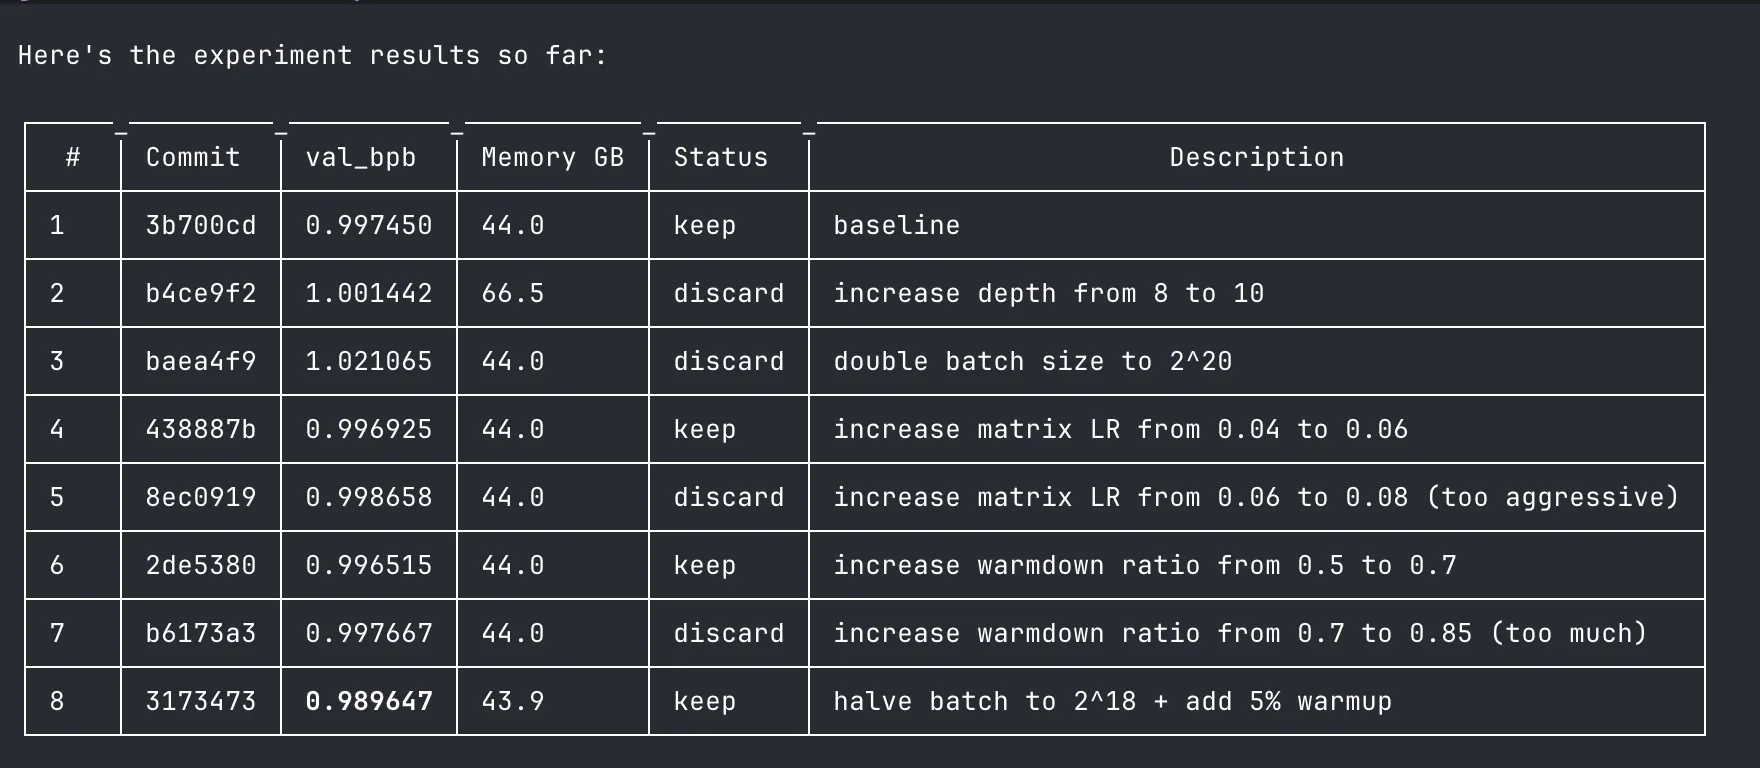 Here's the experiment results so far:
# Commit val_bpb Memory GB Status Description
1 3b700cd 0.997450 44.0 keep baseline
2 b4ce9f2 1.001442 66.5 discard increase depth from 8 to 10
3 baea4f9 1.021065 44.0 discard double batch size to 2^20
4 438887b 0.996925 44.0 keep increase matrix LR from 0.04 to 0.06
5 8ec0919 0.998658 44.0 discard increase matrix LR from 0.06 to 0.08 (too aggressive)
6 2de5380 0.996515 44.0 keep increase warmdown ratio from 0.5 to 0.7
7 b6173a3 0.997667 44.0 discard increase warmdown ratio from 0.7 to 0.85 (too much)
8 3173473 0.989647 43.9 keep halve batch to 2^18 + add 5% warmup